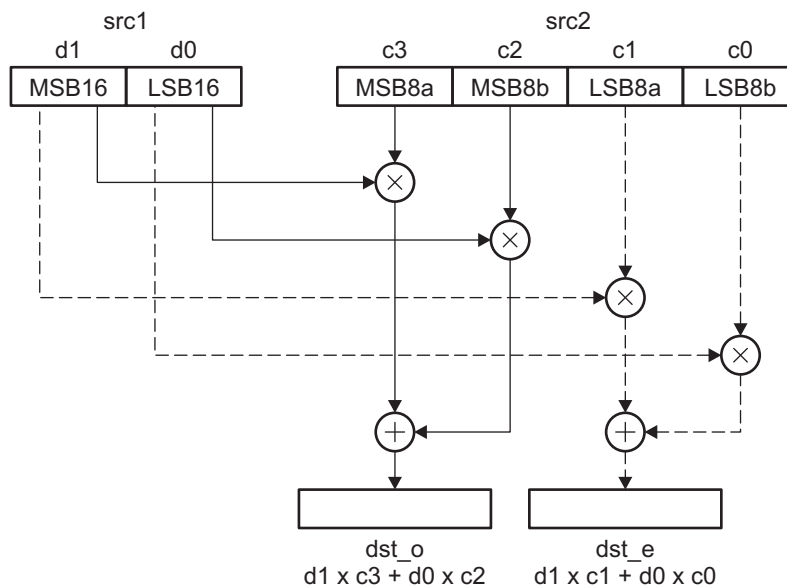 src1 src2
d1 d0 c3 c2 c1 c0
MSB16 LSB16 MSB8a MSB8b LSB8a LSB8b
×
×
×
×
+ +
dst_o dst_e
d1 x c3 + d0 x c2 d1 x c1 + d0 x c0